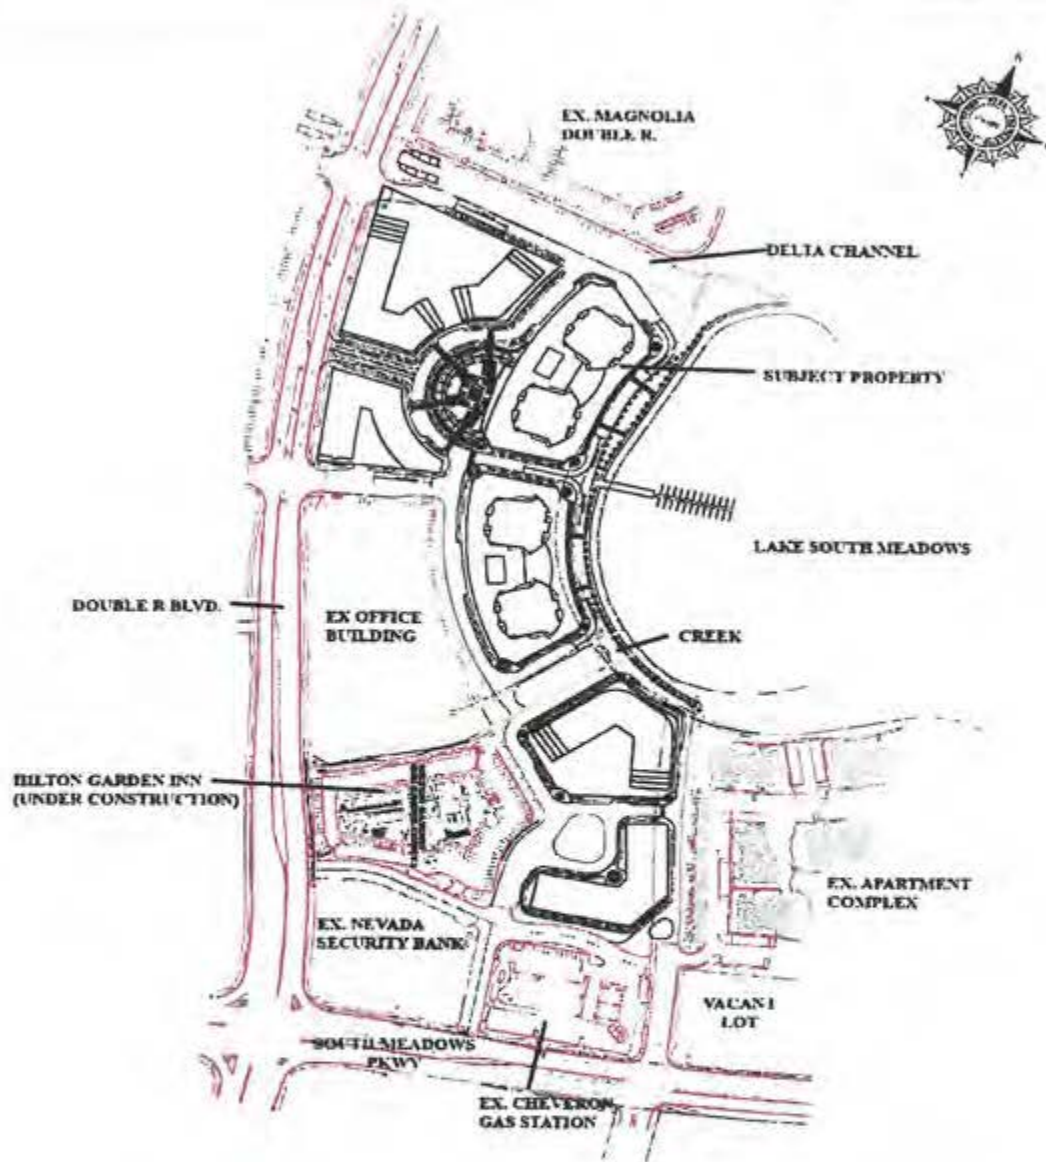 N
EX. MAGNOLIA
DOUBLE R.
DELTA CHANNEL
SUBJECT PROPERTY
LAKE SOUTH MEADOWS
DOUBLE R BLVD.
EX OFFICE
BUILDING
CREEK
HILTON GARDEN INN
(UNDER CONSTRUCTION)
EX. APARTMENT
COMPLEX
EX. NEVADA
SECURITY BANK
VACANT
LOT
SOUTH MEADOWS
PKWY
EX. CHEVERON
GAS STATION